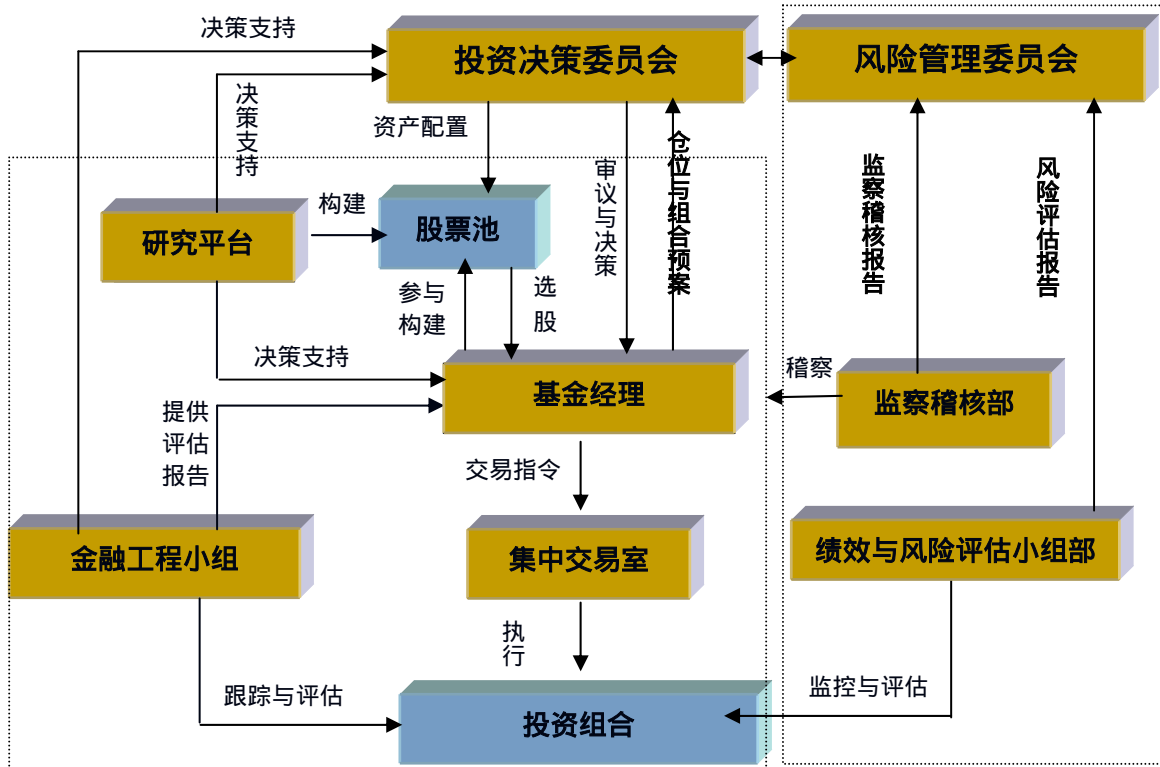 决策支持
投资决策委员会
风险管理委员会
决策支持
资产配置
审议与决策
仓位与组合预案
监察稽核报告
风险评估报告
构建
股票池
研究平台
参与
构建
选
股
决策支持
稽察
基金经理
监察稽核部
提供
评估
报告
交易指令
金融工程小组
集中交易室
绩效与风险评估小组部
执行
跟踪与评估
监控与评估
投资组合